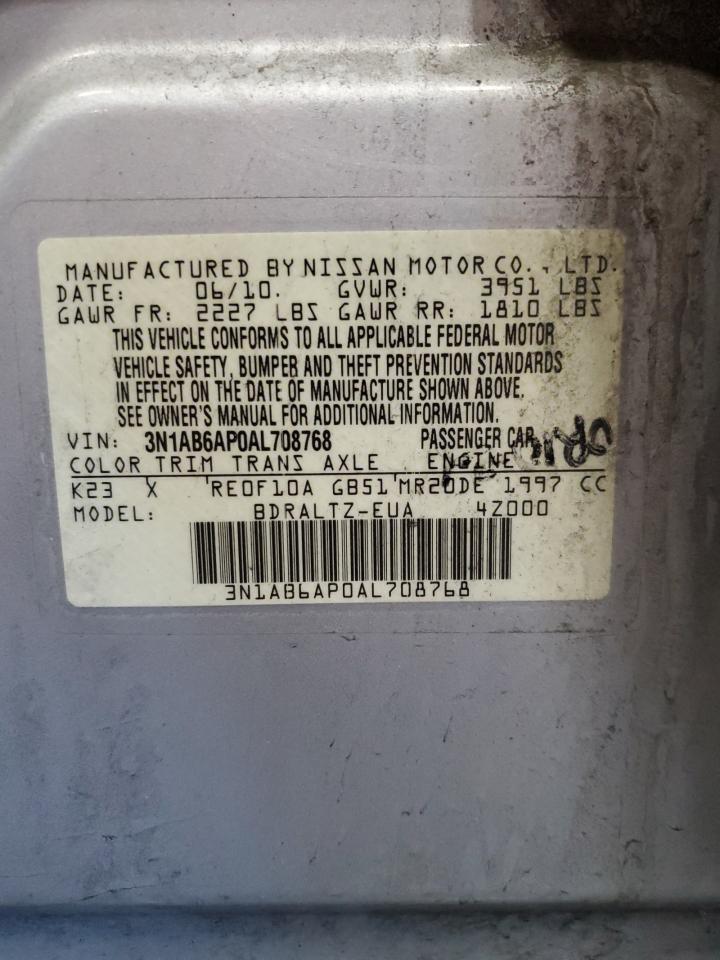 MANUFACTURED BY NISSAN MOTOR CO., LTD.
DATE: 06/10. GVWR: 3951 LBS
GAWR FR: 2227 LBS GAWR RR: 1810 LBS
THIS VEHICLE CONFORMS TO ALL APPLICABLE FEDERAL MOTOR
VEHICLE SAFETY, BUMPER AND THEFT PREVENTION STANDARDS
IN EFFECT ON THE DATE OF MANUFACTURE SHOWN ABOVE.
SEE OWNER'S MANUAL FOR ADDITIONAL INFORMATION.
VIN: 3N1AB6AP0AL708768 PASSENGER CAR
COLOR TRIM TRANS AXLE ENGINE
K23 X RE0F10A GB51 MR20DE 1997 CC
MODEL: BDRALTZ-EUA 4Z000
3N1AB6AP0AL708768